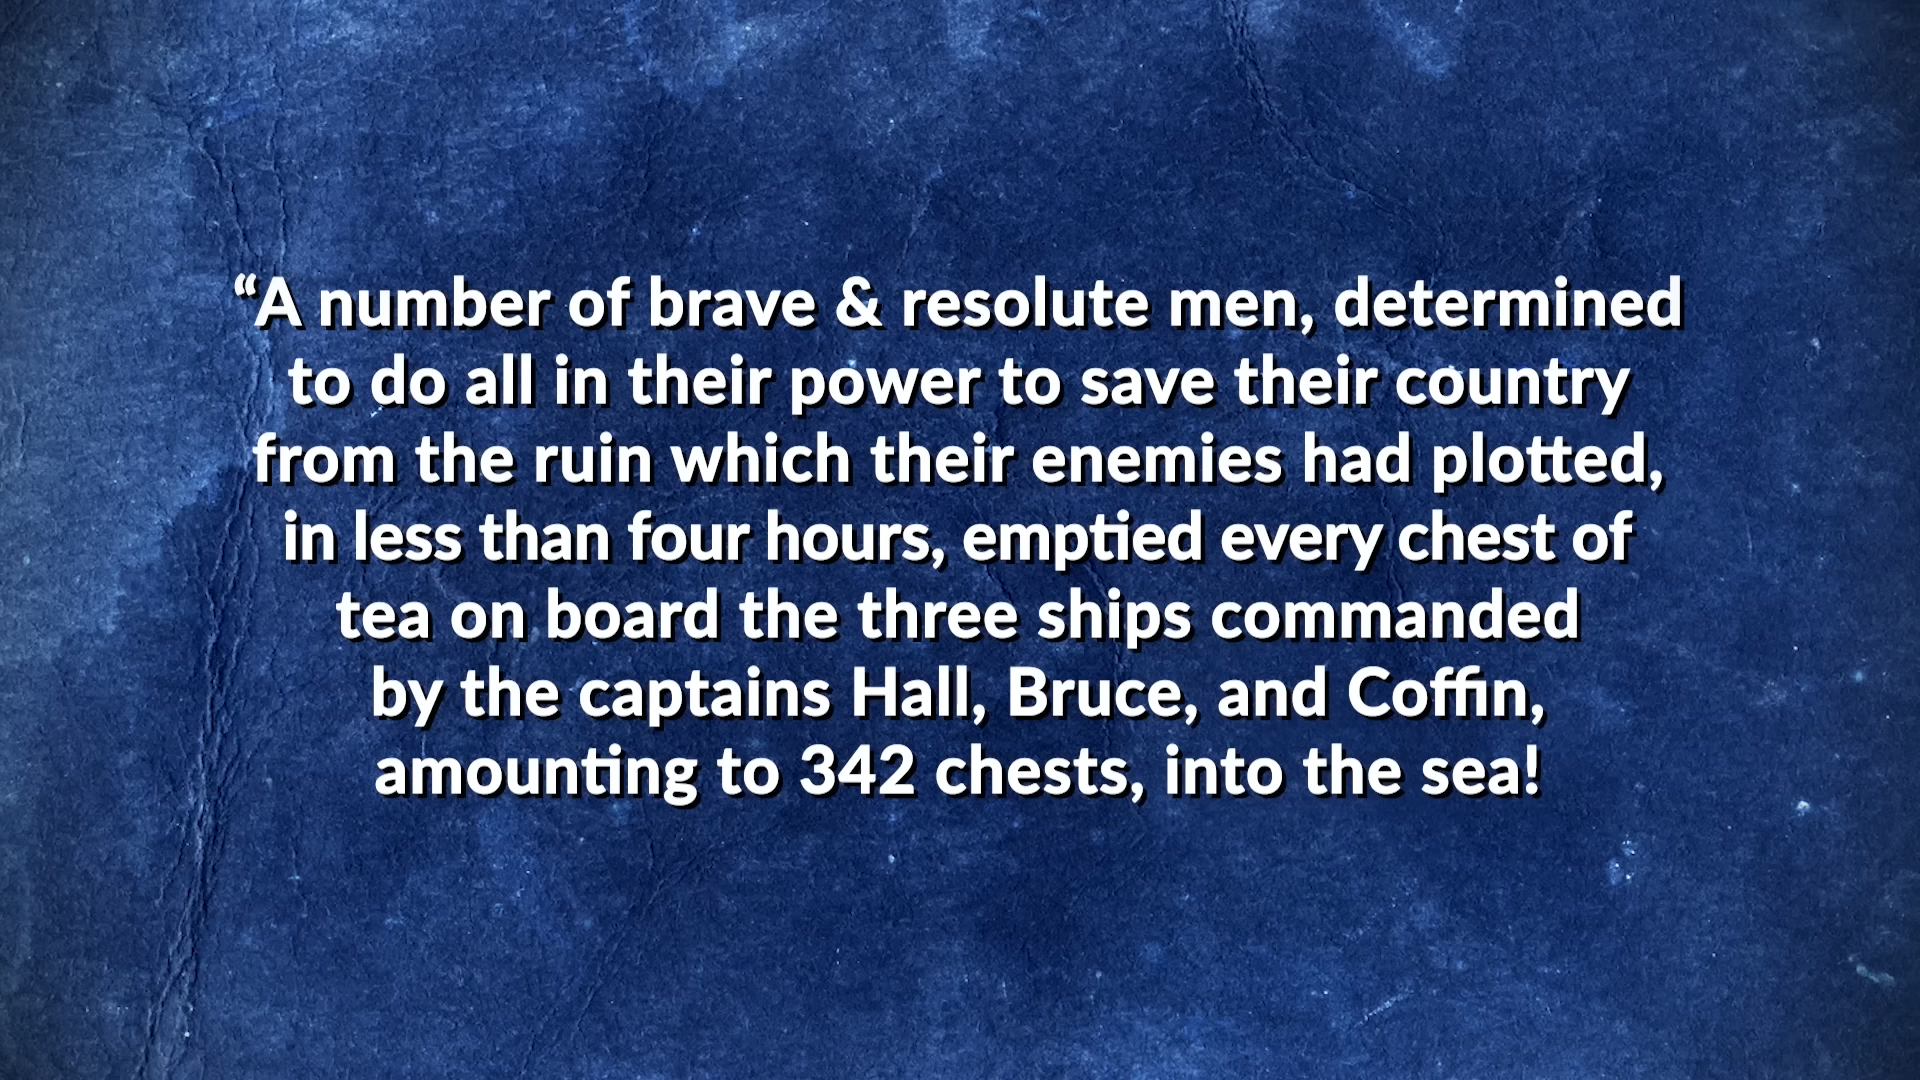 “A number of brave & resolute men, determined
to do all in their power to save their country
from the ruin which their enemies had plotted,
in less than four hours, emptied every chest of
tea on board the three ships commanded
by the captains Hall, Bruce, and Coffin,
amounting to 342 chests, into the sea!